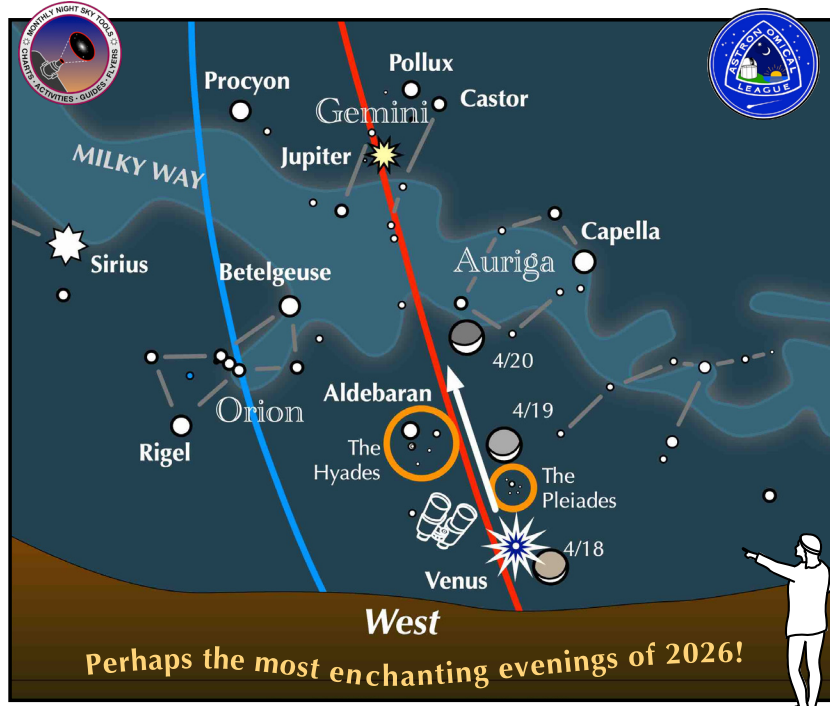 MONTHLY NIGHT SKY TOOLS
CHARTS • ACTIVITIES • GUIDES • FLYERS
ASTRONOMICAL
LEAGUE
Pollux
Procyon
Castor
Gemini
Jupiter
MILKY WAY
Capella
Sirius
Auriga
Betelgeuse
4/20
Aldebaran
4/19
Orion
Rigel
The
Hyades
The
Pleiades
4/18
Venus
West
Perhaps the most enchanting evenings of 2026!